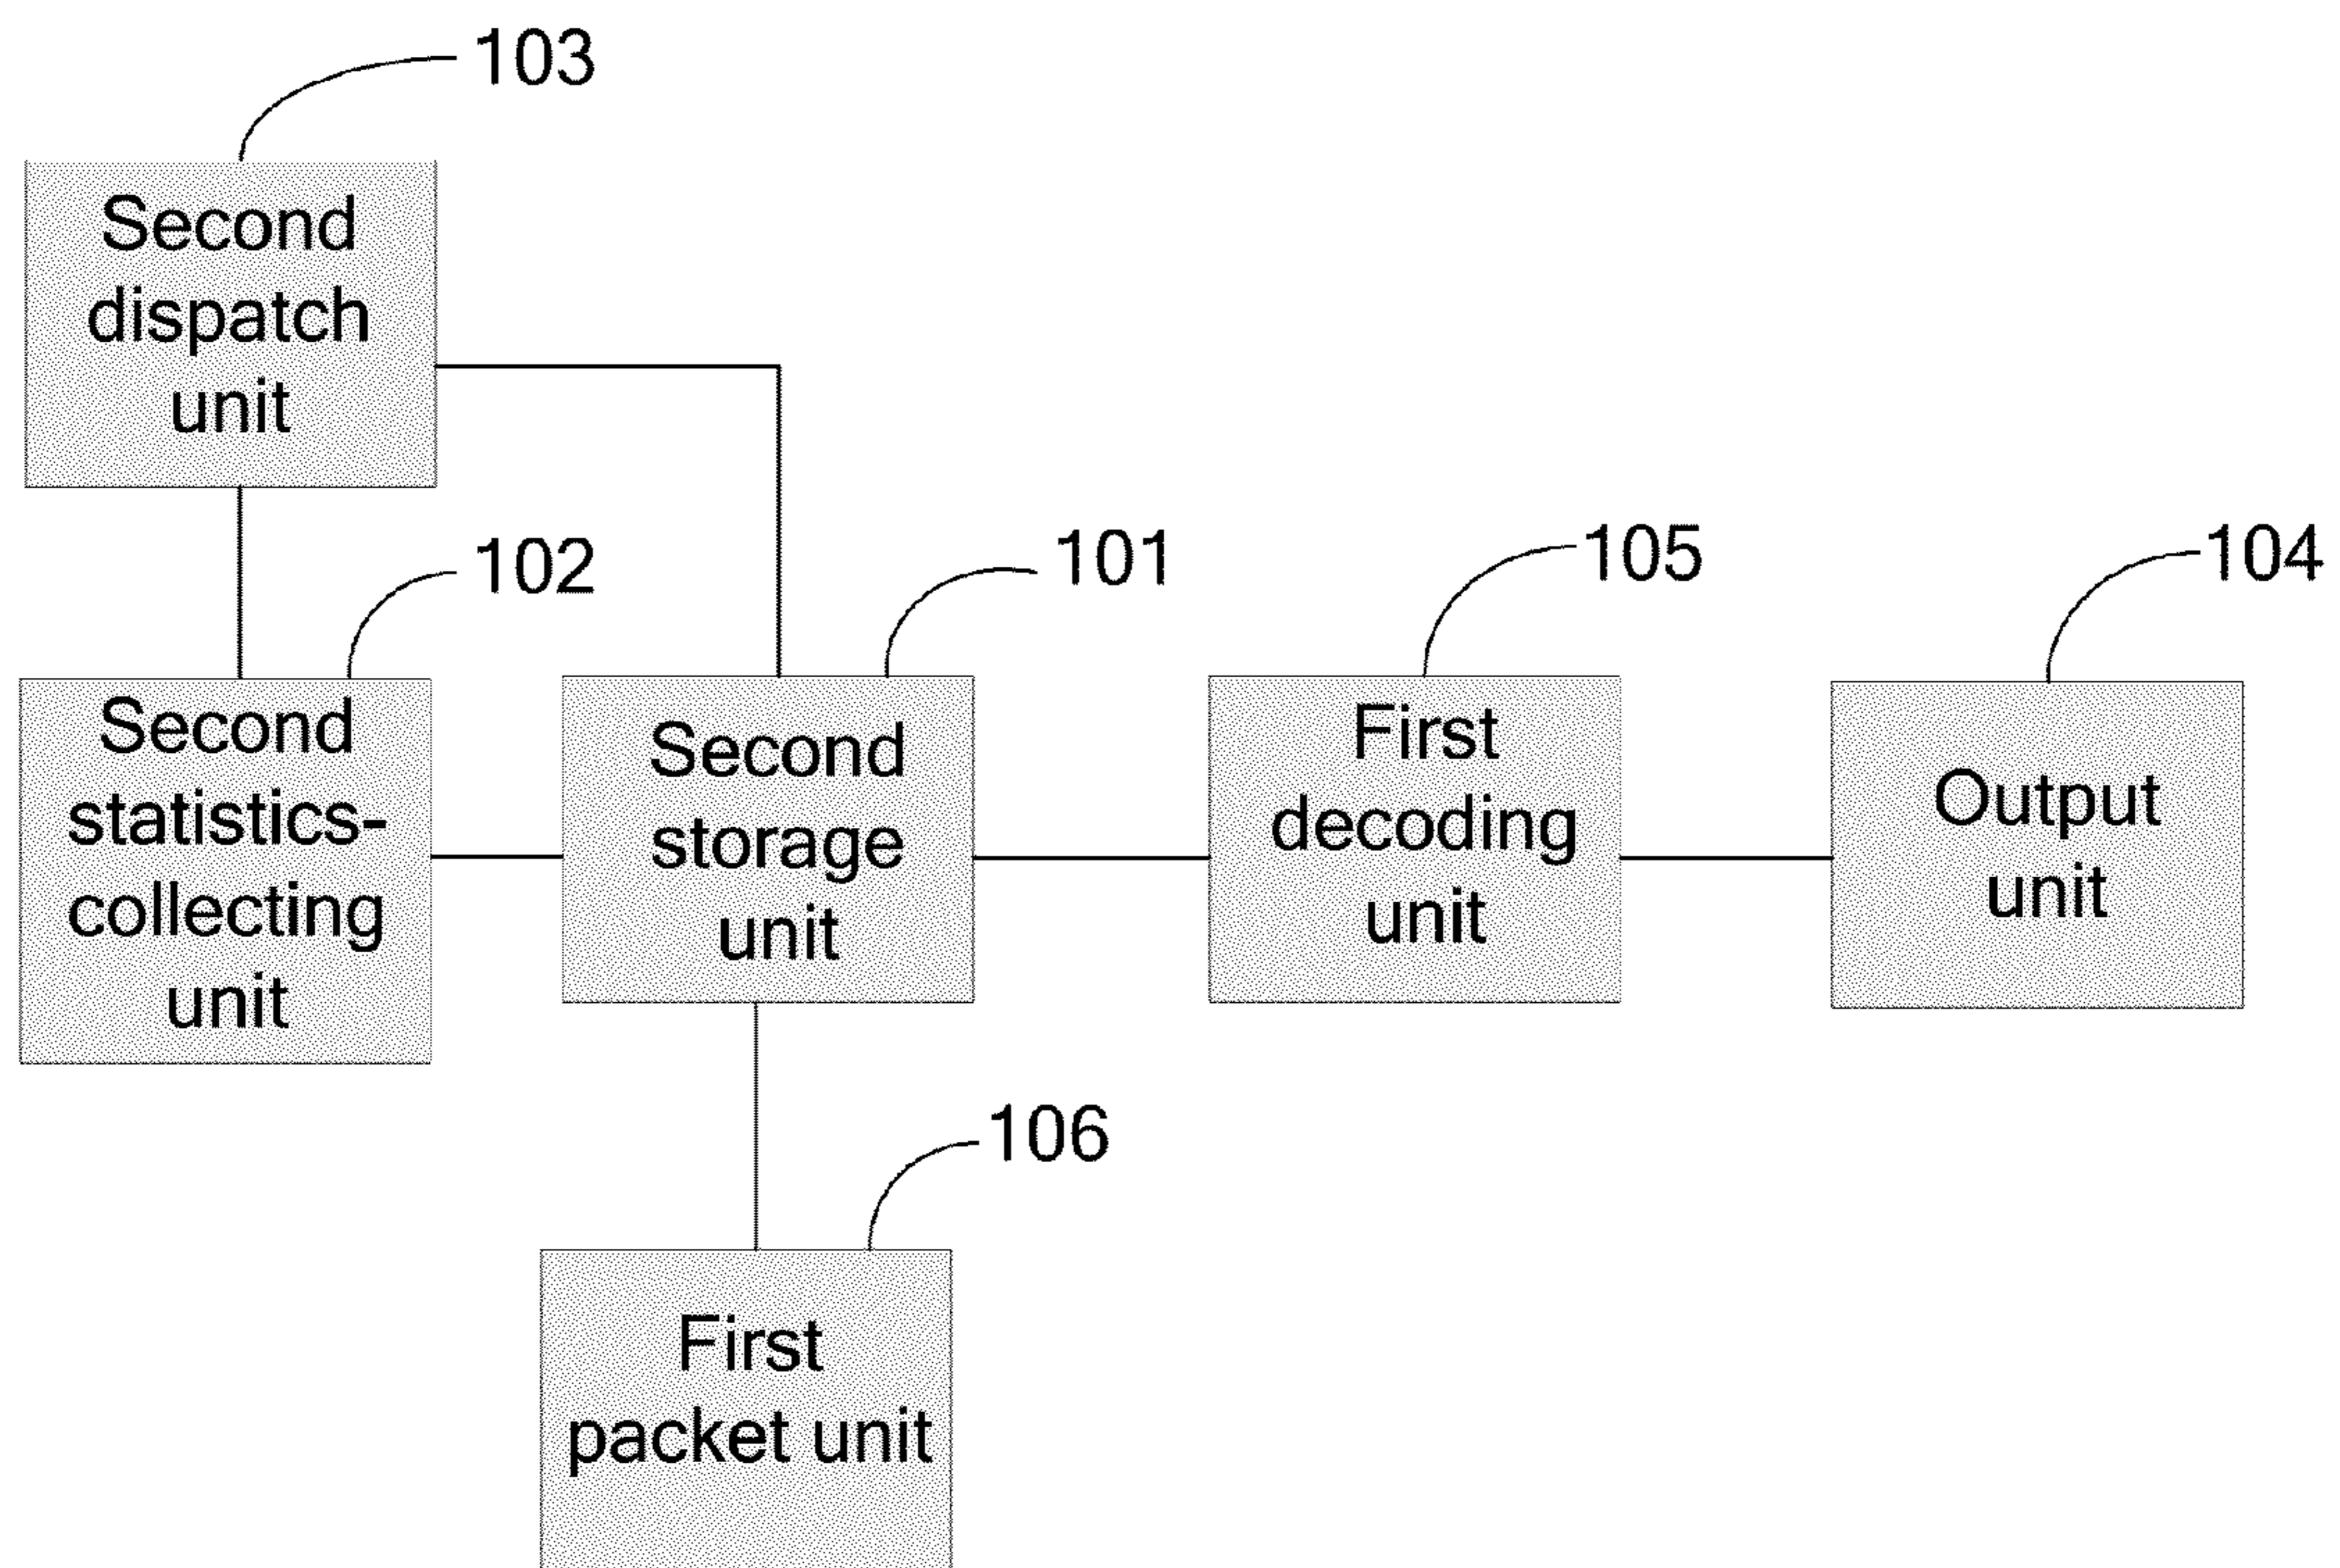 103
Second
dispatch
unit
102
101
105
104
Second
statistics-
collecting
unit
Second
storage
unit
First
decoding
unit
Output
unit
106
First
packet unit